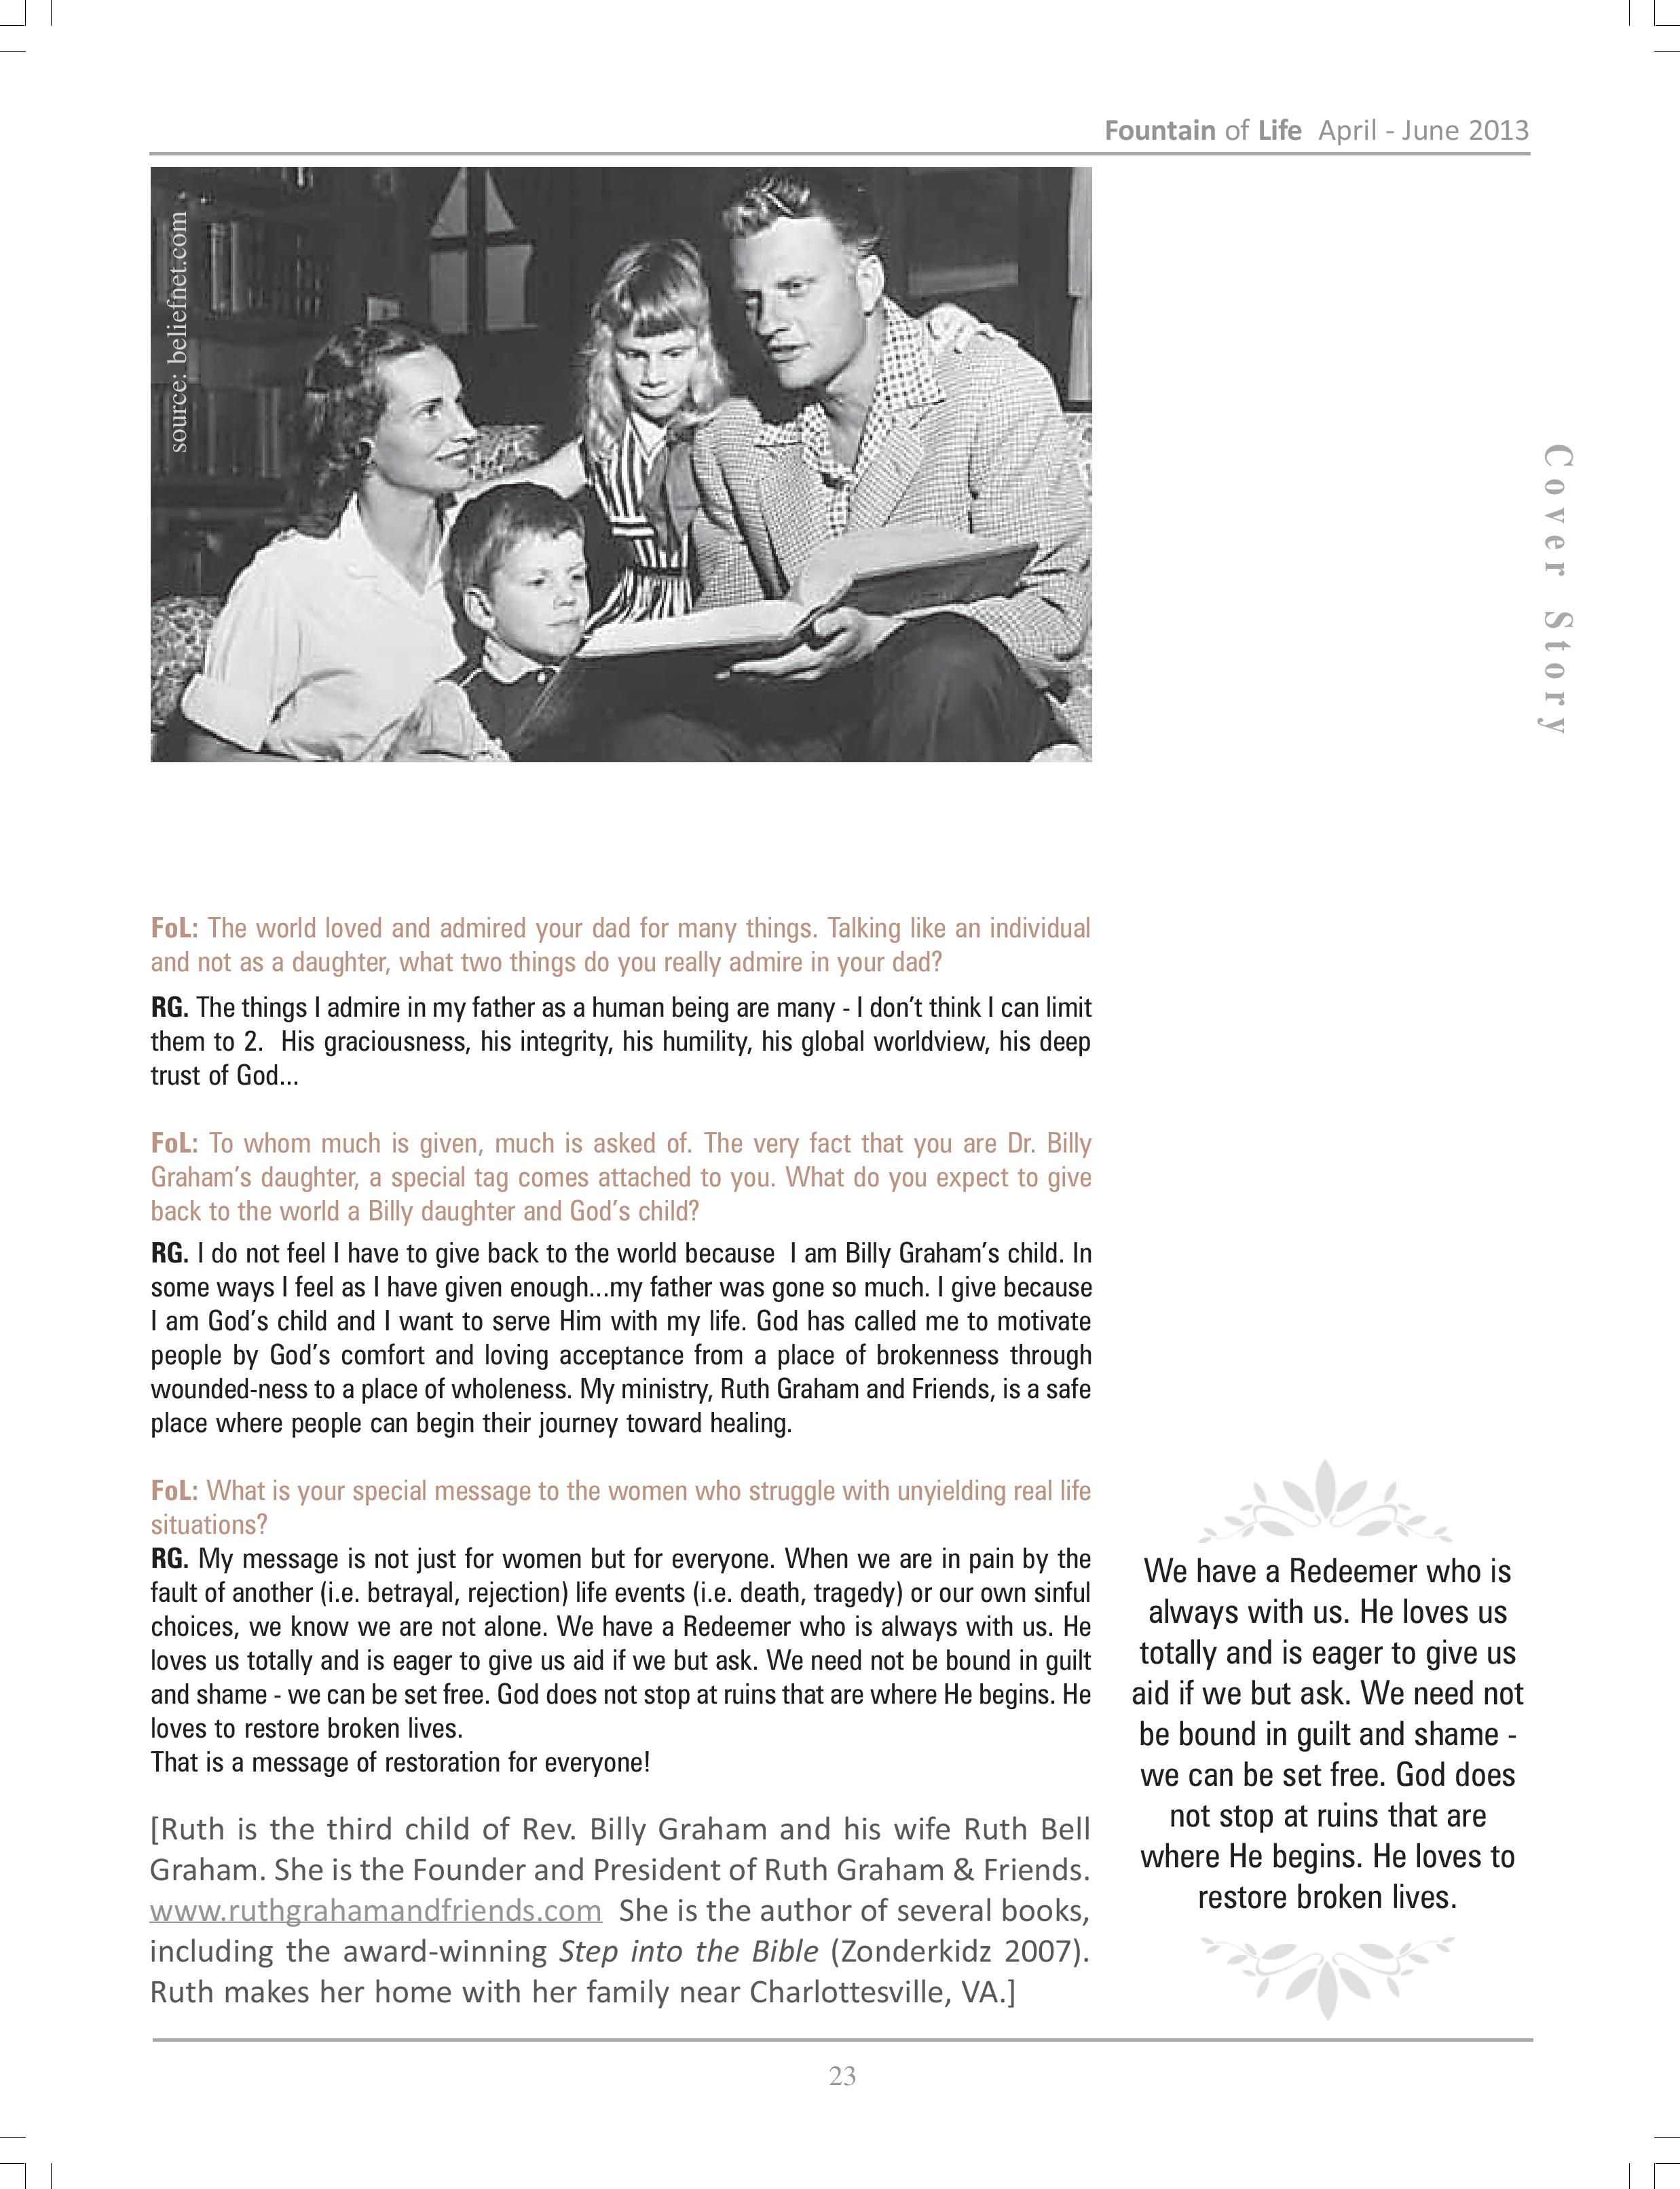 Fountain of Life April - June 2013
source: beliefnet.com
Cover Story
FoL: The world loved and admired your dad for many things. Talking like an individual
and not as a daughter, what two things do you really admire in your dad?
RG. The things I admire in my father as a human being are many - I don’t think I can limit
them to 2. His graciousness, his integrity, his humility, his global worldview, his deep
trust of God...
FoL: To whom much is given, much is asked of. The very fact that you are Dr. Billy
Graham’s daughter, a special tag comes attached to you. What do you expect to give
back to the world a Billy daughter and God’s child?
RG. I do not feel I have to give back to the world because I am Billy Graham’s child. In
some ways I feel as I have given enough...my father was gone so much. I give because
I am God’s child and I want to serve Him with my life. God has called me to motivate
people by God’s comfort and loving acceptance from a place of brokenness through
wounded-ness to a place of wholeness. My ministry, Ruth Graham and Friends, is a safe
place where people can begin their journey toward healing.
FoL: What is your special message to the women who struggle with unyielding real life
situations?
RG. My message is not just for women but for everyone. When we are in pain by the
fault of another (i.e. betrayal, rejection) life events (i.e. death, tragedy) or our own sinful
choices, we know we are not alone. We have a Redeemer who is always with us. He
loves us totally and is eager to give us aid if we but ask. We need not be bound in guilt
and shame - we can be set free. God does not stop at ruins that are where He begins. He
loves to restore broken lives.
That is a message of restoration for everyone!
[Ruth is the third child of Rev. Billy Graham and his wife Ruth Bell
Graham. She is the Founder and President of Ruth Graham & Friends.
www.ruthgrahamandfriends.com She is the author of several books,
including the award-winning Step into the Bible (Zonderkidz 2007).
Ruth makes her home with her family near Charlottesville, VA.]
We have a Redeemer who is
always with us. He loves us
totally and is eager to give us
aid if we but ask. We need not
be bound in guilt and shame -
we can be set free. God does
not stop at ruins that are
where He begins. He loves to
restore broken lives.
23